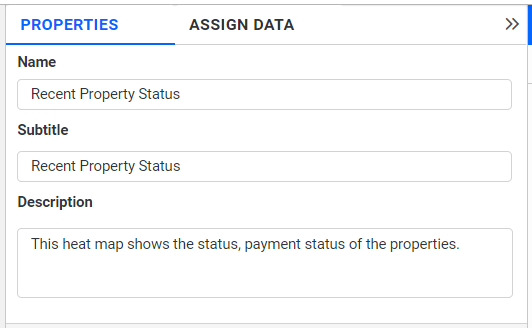 PROPERTIES ASSIGN DATA
Name
Recent Property Status
Subtitle
Recent Property Status
Description
This heat map shows the status, payment status of the properties.